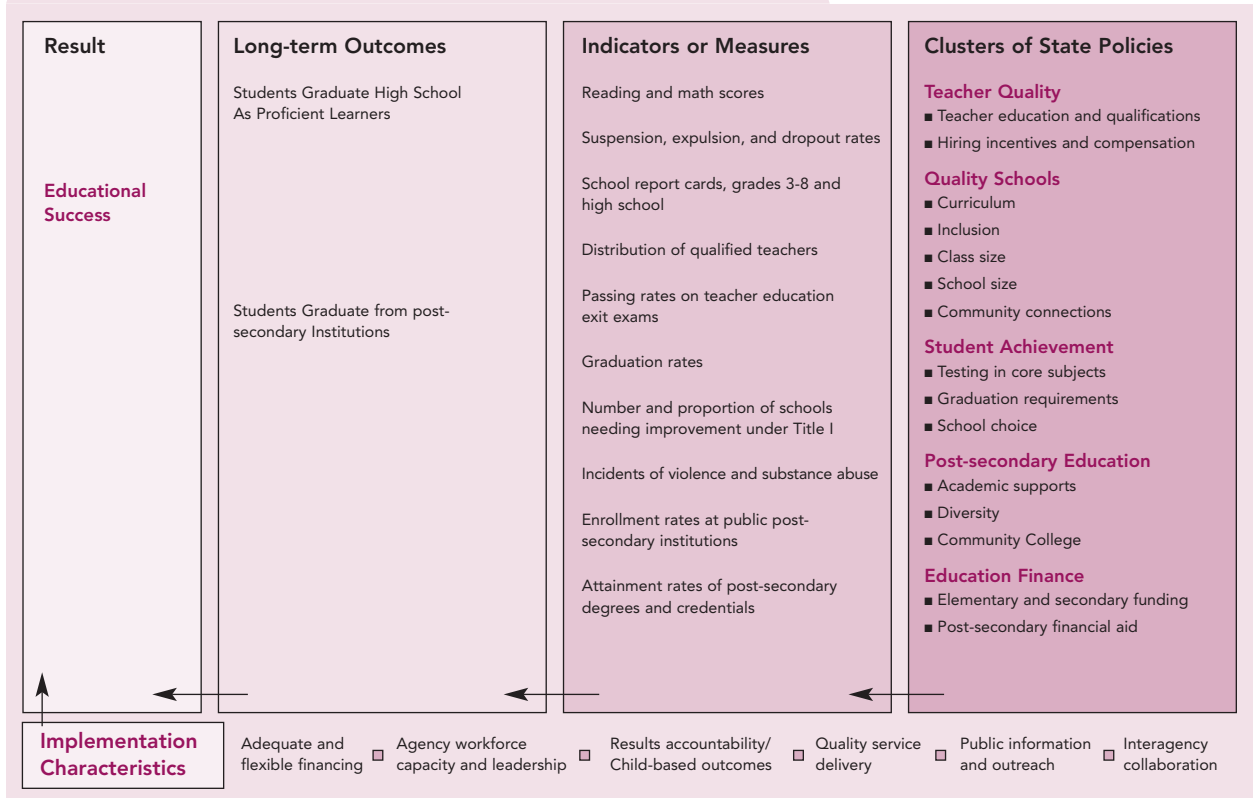 Result
Educational
Success
Long-term Outcomes
Students Graduate High School
As Proficient Learners
Students Graduate from post-
secondary Institutions
Indicators or Measures
Reading and math scores
Suspension, expulsion, and dropout rates
School report cards, grades 3-8 and
high school
Distribution of qualified teachers
Passing rates on teacher education
exit exams
Graduation rates
Number and proportion of schools
needing improvement under Title I
Incidents of violence and substance abuse
Enrollment rates at public post-
secondary institutions
Attainment rates of post-secondary
degrees and credentials
Clusters of State Policies
Teacher Quality
■ Teacher education and qualifications
■ Hiring incentives and compensation
Quality Schools
■ Curriculum
■ Inclusion
■ Class size
■ School size
■ Community connections
Student Achievement
■ Testing in core subjects
■ Graduation requirements
■ School choice
Post-secondary Education
■ Academic supports
■ Diversity
■ Community College
Education Finance
■ Elementary and secondary funding
■ Post-secondary financial aid
Implementation
Characteristics
Adequate and
flexible financing
Agency workforce
capacity and leadership
Results accountability/
Child-based outcomes
Quality service
delivery
Public information
and outreach
Interagency
collaboration